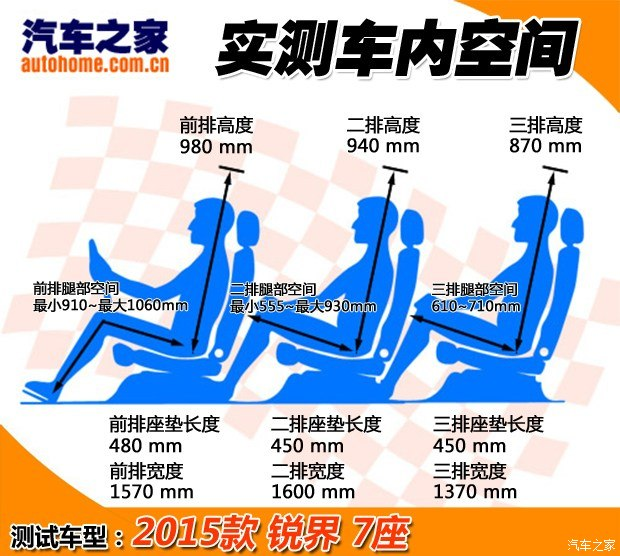 汽车之家
autohome.com.cn
实测车内空间
前排高度
980 mm
二排高度
940 mm
三排高度
870 mm
前排腿部空间
最小910~最大1060mm
二排腿部空间
最小555~最大930mm
三排腿部空间
610~710mm
前排座垫长度
480 mm
二排座垫长度
450 mm
三排座垫长度
450 mm
前排宽度
1570 mm
二排宽度
1600 mm
三排宽度
1370 mm
测试车型：2015款 锐界 7座
汽车之家